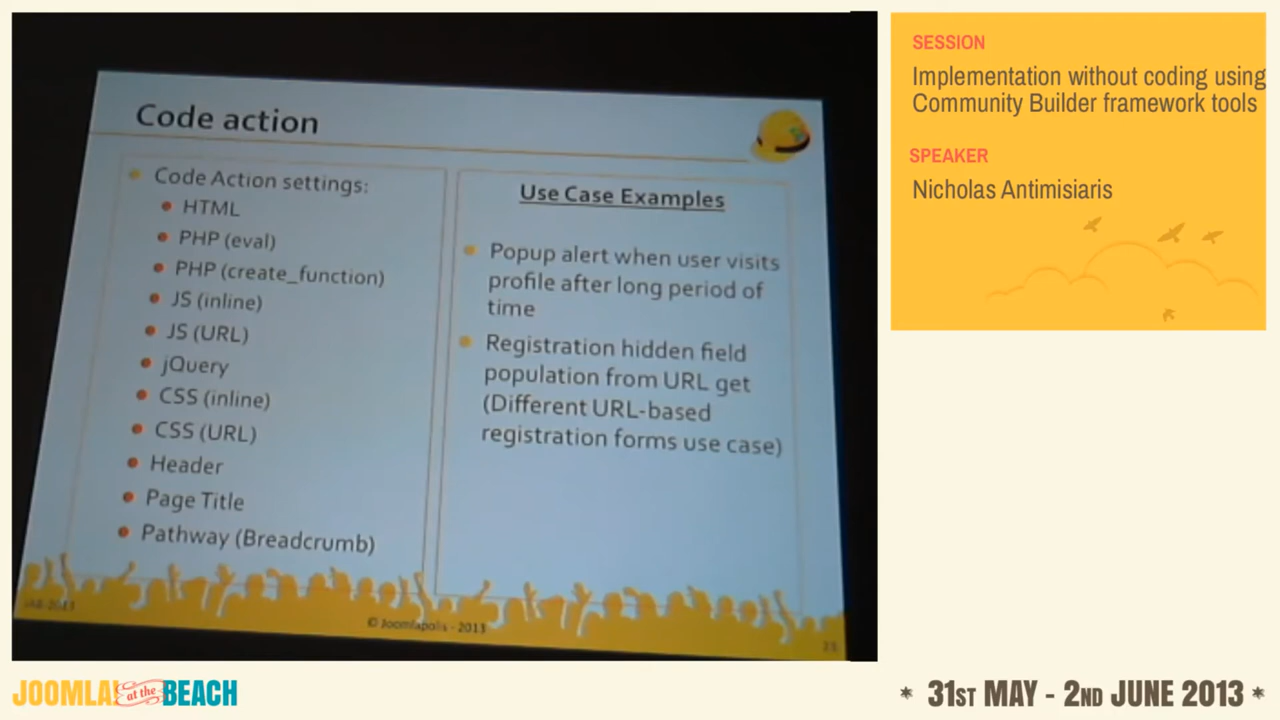 Code action
Code Action settings:
HTML
PHP (eval)
PHP (create_function)
JS (inline)
JS (URL)
jQuery
CSS (inline)
CSS (URL)
Header
Page Title
Pathway (Breadcrumb)
Use Case Examples
Popup alert when user visits
profile after long period of
time
Registration hidden field
population from URL get
(Different URL-based
registration forms use case)
JAB 2013
© Joomlapolis - 2013
SESSION
Implementation without coding using
Community Builder framework tools
SPEAKER
Nicholas Antimisiaris
JOOMLA! at the BEACH
* 31ST MAY - 2ND JUNE 2013 *